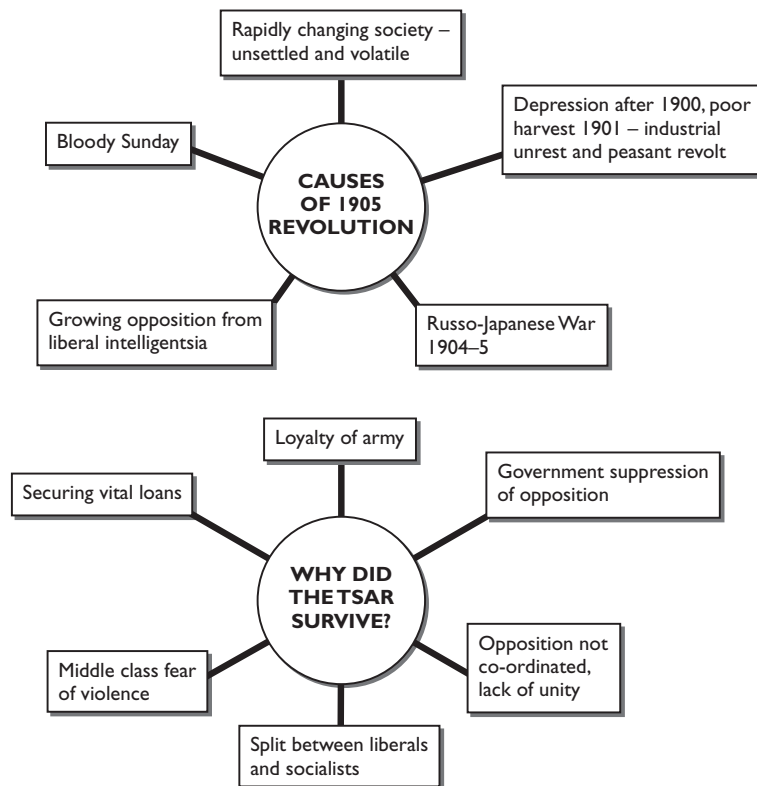 Rapidly changing society –
unsettled and volatile
Bloody Sunday
Depression after 1900, poor
harvest 1901 – industrial
unrest and peasant revolt
CAUSES
OF 1905
REVOLUTION
Growing opposition from
liberal intelligentsia
Russo-Japanese War
1904–5
Loyalty of army
Securing vital loans
Government suppression
of opposition
WHY DID
THE TSAR
SURVIVE?
Middle class fear
of violence
Opposition not
co-ordinated,
lack of unity
Split between liberals
and socialists